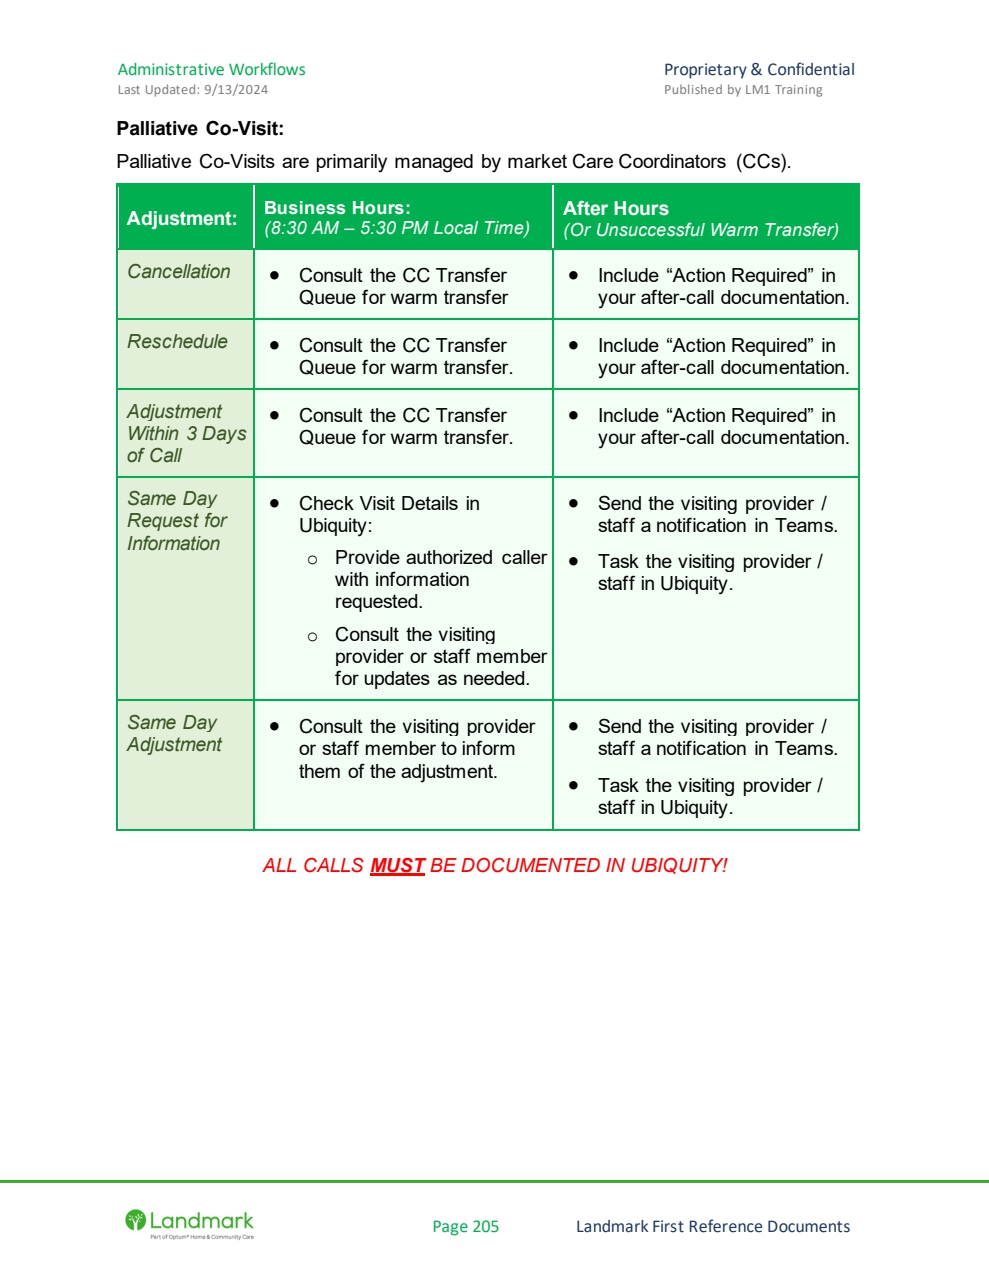 Administrative Workflows
Proprietary & Confidential
Last Updated: 9/13/2024
Published by LM1 Training
Palliative Co-Visit:
Palliative Co-Visits are primarily managed by market Care Coordinators (CCs).
Adjustment:
Business Hours:
(8:30 AM – 5:30 PM Local Time)
After Hours
(Or Unsuccessful Warm Transfer)
Cancellation
● Consult the CC Transfer
Queue for warm transfer
● Include “Action Required” in
your after-call documentation.
Reschedule
● Consult the CC Transfer
Queue for warm transfer.
● Include “Action Required” in
your after-call documentation.
Adjustment
Within 3 Days
of Call
● Consult the CC Transfer
Queue for warm transfer.
● Include “Action Required” in
your after-call documentation.
Same Day
Request for
Information
● Check Visit Details in
Ubiquity:
○ Provide authorized caller
with information
requested.
○ Consult the visiting
provider or staff member
for updates as needed.
● Send the visiting provider /
staff a notification in Teams.
● Task the visiting provider /
staff in Ubiquity.
Same Day
Adjustment
● Consult the visiting provider
or staff member to inform
them of the adjustment.
● Send the visiting provider /
staff a notification in Teams.
● Task the visiting provider /
staff in Ubiquity.
ALL CALLS MUST BE DOCUMENTED IN UBIQUITY!
Landmark
Part of Optum® Home & Community Care
Page 205
Landmark First Reference Documents